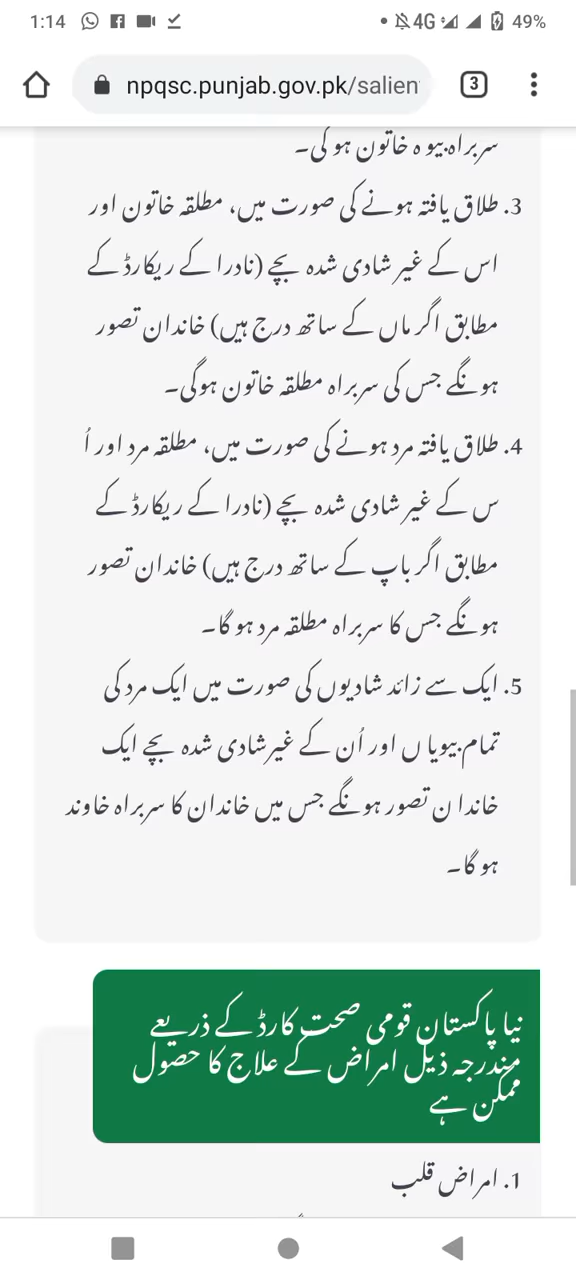 1:14 4G 49%
npqsc.punjab.gov.pk/salien 3
سربراہ بیو ہ خاتون ہو گی۔
3. طلاق یافتہ ہونے کی صورت میں، مطلقہ خاتون اور
اس کے غیر شادی شدہ بچے (نادرا کے ریکارڈ کے
مطابق اگر ماں کے ساتھ درج ہیں) خاندان تصور
ہونگے جس کی سربراہ مطلقہ خاتون ہوگی۔
4. طلاق یافتہ مرد ہونے کی صورت میں، مطلقہ مرد اور اُ
س کے غیر شادی شدہ بچے (نادرا کے ریکارڈ کے
مطابق اگر باپ کے ساتھ درج ہیں) خاندان تصور
ہونگے جس کا سربراہ مطلقہ مرد ہو گا۔
5. ایک سے زائد شادیوں کی صورت میں ایک مرد کی
تمام بیویا ں اور اُن کے غیر شادی شدہ بچے ایک
خاندا ن تصور ہونگے جس میں خاندان کا سربراہ خاوند
ہو گا۔
نیا پاکستان قومی صحت کارڈ کے ذریعے
مندرجہ ذیل امراض کے علاج کا حصول
ممکن ہے
1. امراض قلب